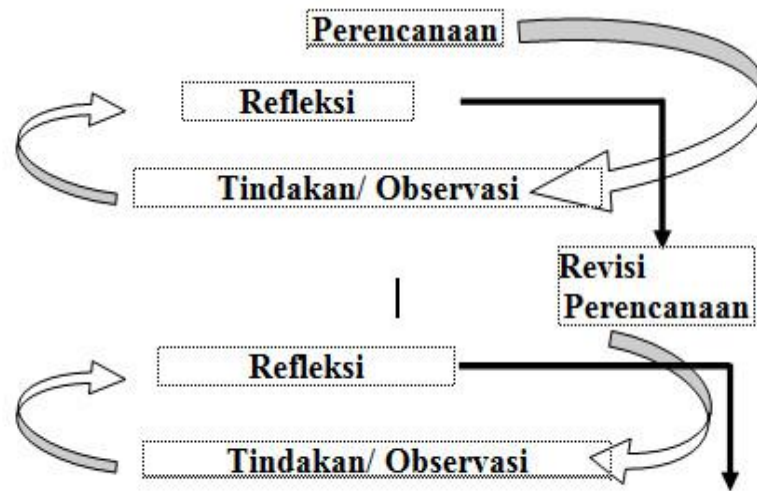 Perencanaan
Refleksi
Tindakan/ Observasi
Revisi
Perencanaan
Refleksi
Tindakan/ Observasi